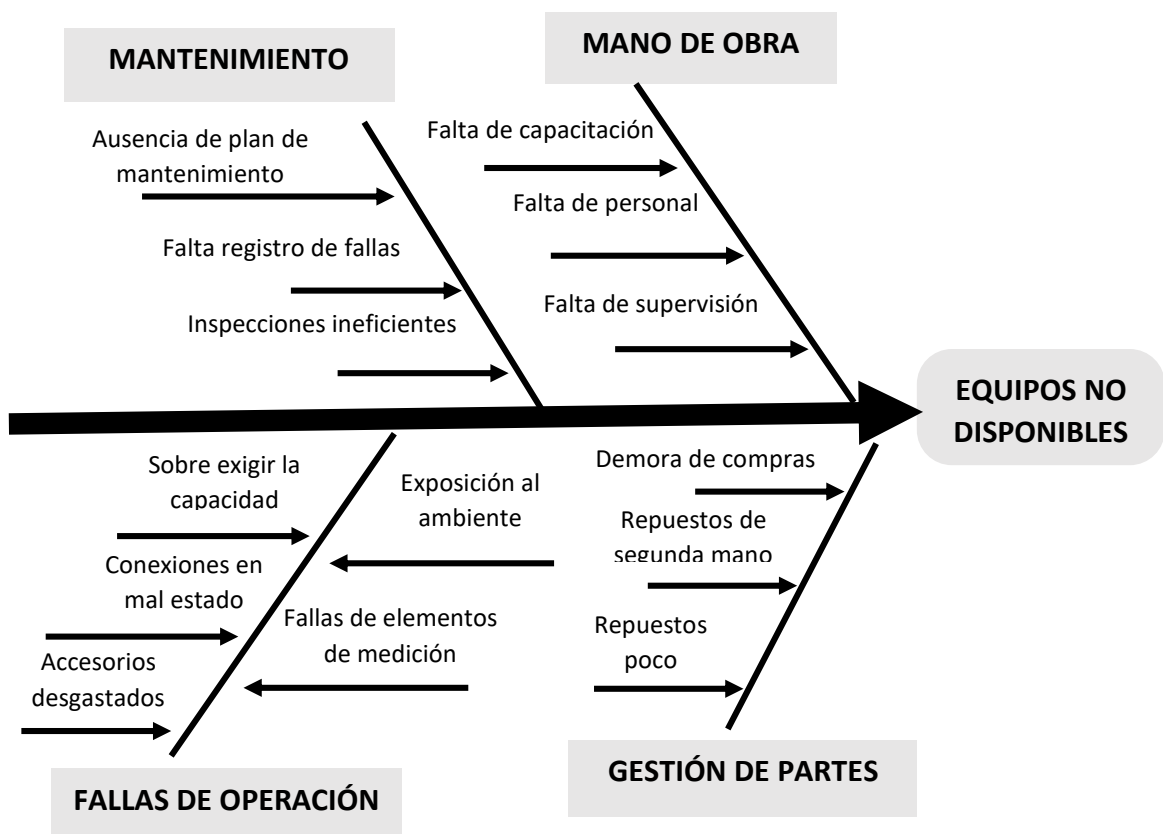 MANTENIMIENTO
MANO DE OBRA
Ausencia de plan de
mantenimiento
Falta registro de fallas
Inspecciones ineficientes
Falta de capacitación
Falta de personal
Falta de supervisión
EQUIPOS NO
DISPONIBLES
Sobre exigir la
capacidad
Conexiones en
mal estado
Accesorios
desgastados
Exposición al
ambiente
Fallas de elementos
de medición
Demora de compras
Repuestos de
segunda mano
Repuestos
poco
FALLAS DE OPERACIÓN
GESTIÓN DE PARTES